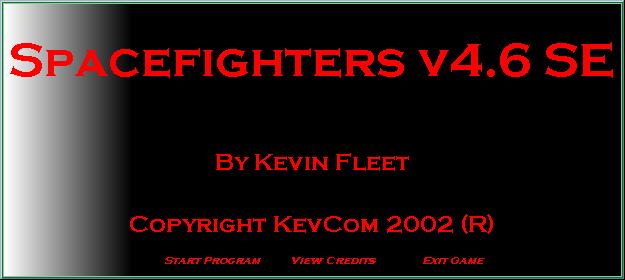 Spacefighters v4.6 SE
By Kevin Fleet
Copyright KevCom 2002 (R)
Start Program View Credits Exit Game